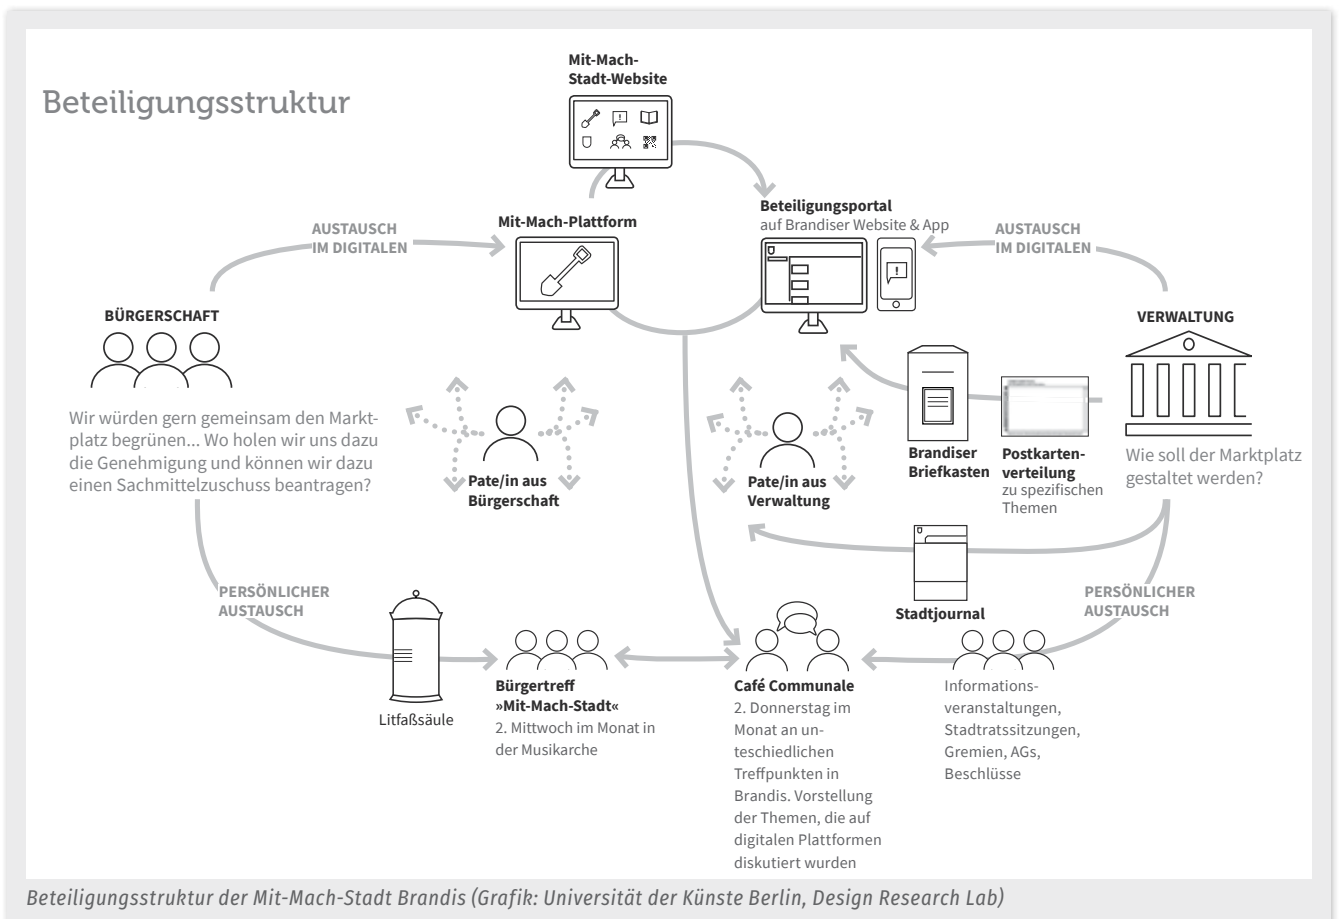 Beteiligungsstruktur
Mit-Mach-
Stadt-Website
Mit-Mach-Plattform
Beteiligungsportal
auf Brandiser Website & App
AUSTAUSCH
IM DIGITALEN
AUSTAUSCH
IM DIGITALEN
BÜRGERSCHAFT
VERWALTUNG
Wir würden gern gemeinsam den Markt-
platz begrünen... Wo holen wir uns dazu
die Genehmigung und können wir dazu
einen Sachmittelzuschuss beantragen?
Pate/in aus
Bürgerschaft
Pate/in aus
Verwaltung
Brandiser
Briefkasten
Postkarten-
verteilung
zu spezifischen
Themen
Wie soll der Marktplatz
gestaltet werden?
Stadtjournal
PERSÖNLICHER
AUSTAUSCH
PERSÖNLICHER
AUSTAUSCH
Litfaßsäule
Bürgertreff
»Mit-Mach-Stadt«
2. Mittwoch im Monat in
der Musikarche
Café Communale
2. Donnerstag im
Monat an un-
teschiedlichen
Treffpunkten in
Brandis. Vorstellung
der Themen, die auf
digitalen Plattformen
diskutiert wurden
Informations-
veranstaltungen,
Stadtratssitzungen,
Gremien, AGs,
Beschlüsse
Beteiligungsstruktur der Mit-Mach-Stadt Brandis (Grafik: Universität der Künste Berlin, Design Research Lab)